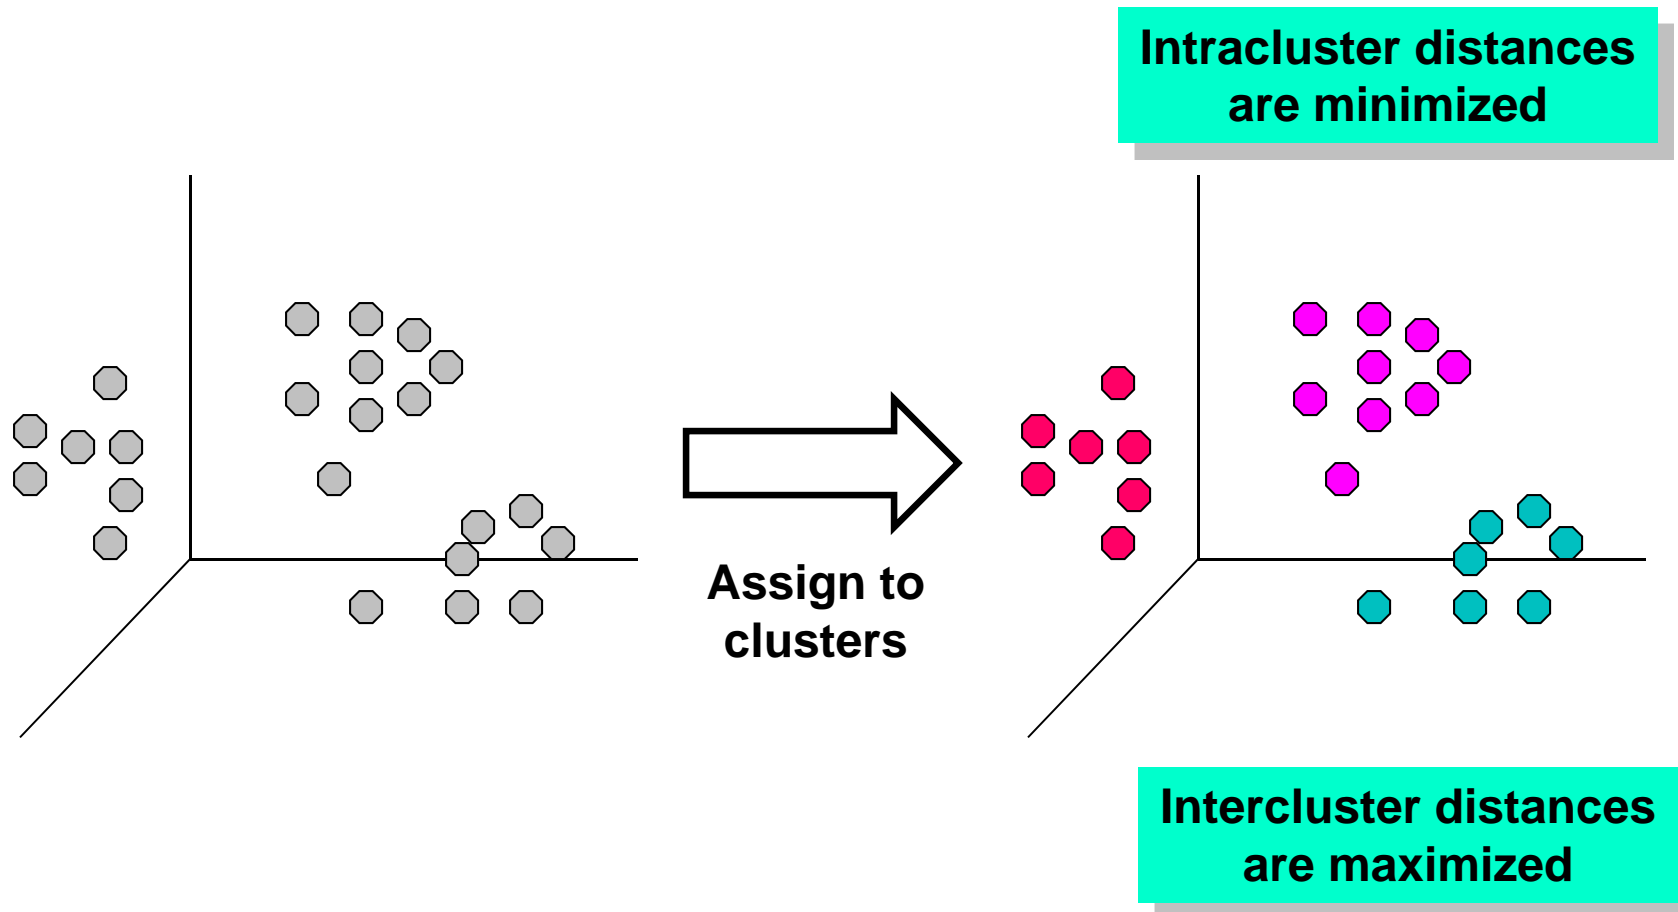 Intracluster distances
are minimized
Assign to
clusters
Intercluster distances
are maximized